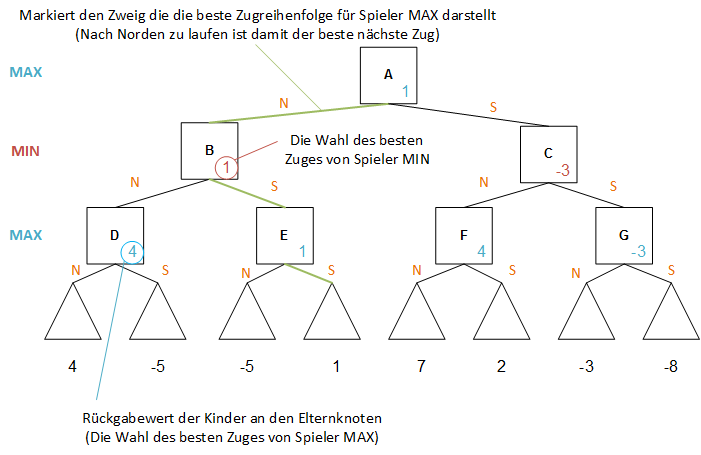 Markiert den Zweig die die beste Zugreihenfolge für Spieler MAX darstellt
(Nach Norden zu laufen ist damit der beste nächste Zug)
MAX
A
1
N
S
MIN
B
1
Die Wahl des besten
Zuges von Spieler MIN
C
-3
N
S
N
S
MAX
D
4
E
1
F
4
G
-3
N
S
N
S
N
S
N
S
4
-5
-5
1
7
2
-3
-8
Rückgabewert der Kinder an den Elternknoten
(Die Wahl des besten Zuges von Spieler MAX)